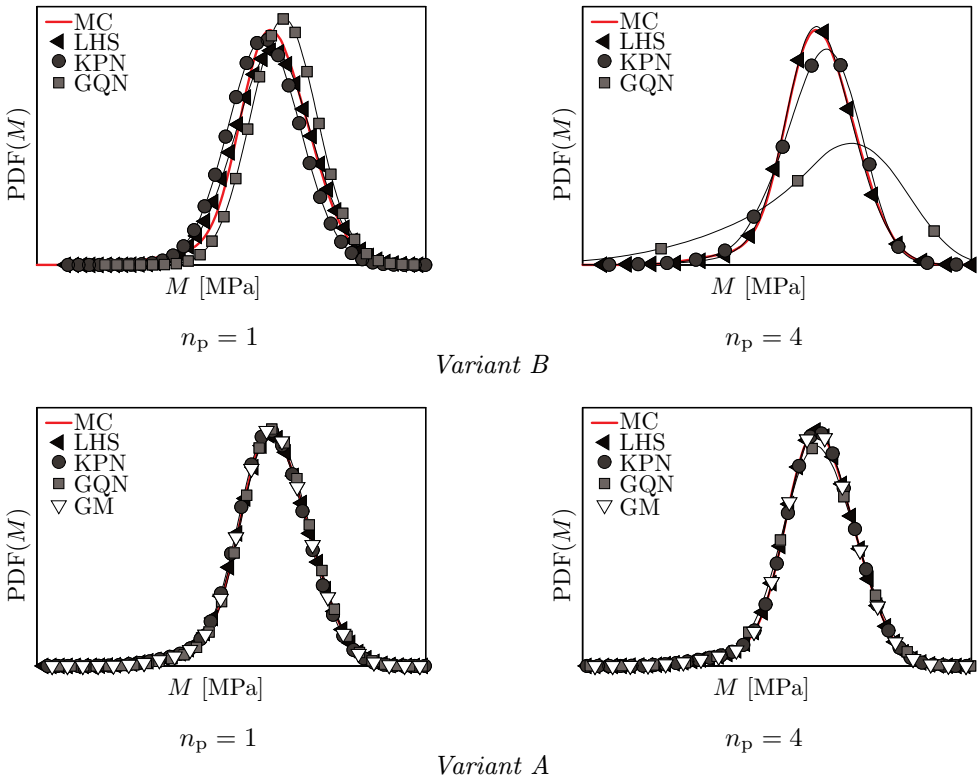 MC
LHS
KPN
GQN
PDF(M)
M [MPa]
n_p = 1
MC
LHS
KPN
GQN
PDF(M)
M [MPa]
n_p = 4
Variant B
MC
LHS
KPN
GQN
GM
PDF(M)
M [MPa]
n_p = 1
MC
LHS
KPN
GQN
GM
PDF(M)
M [MPa]
n_p = 4
Variant A